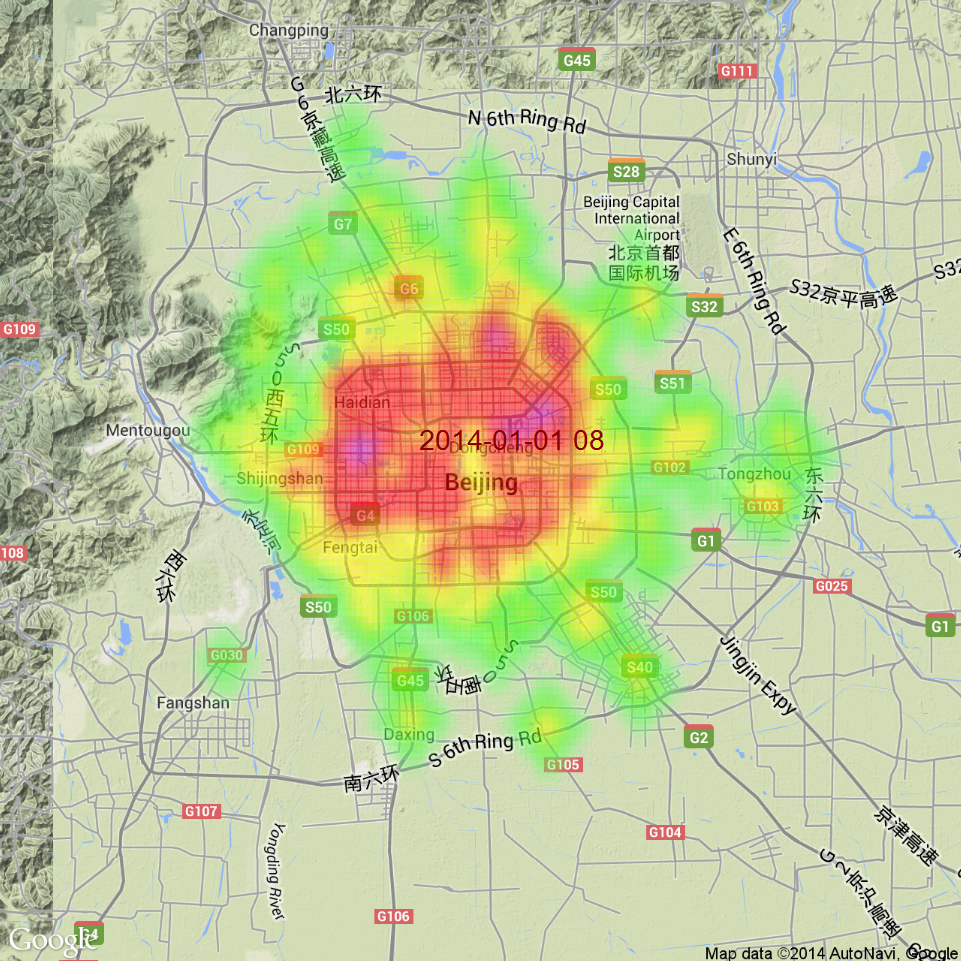 Changping
G45
G111
G6京藏高速
北六环
N 6th Ring Rd
Shunyi
S28
Beijing Capital
International
Airport
北京首都
国际机场
G7
E 6th Ring Rd
S32
S32京平高速
G6
S32
G109
S50
S50西五环
S51
S50
Haidian
Mentougou
2014-01-01 08
Dongcheng
G109
G102
Tongzhou
Shijingshan
Beijing
东六环
G103
G4
永定河
G1
Fengtai
108
西六环
G025
S50
S50
G106
G1
G030
S50
南五环
Jingjin Expy
S40
G45
Fangshan
Daxing
S 6th Ring Rd
G2
G105
南六环
G107
G104
京津高速
Yongding River
G2京沪高速
G106
G4
Google
G2
Map data ©2014 AutoNavi, Google